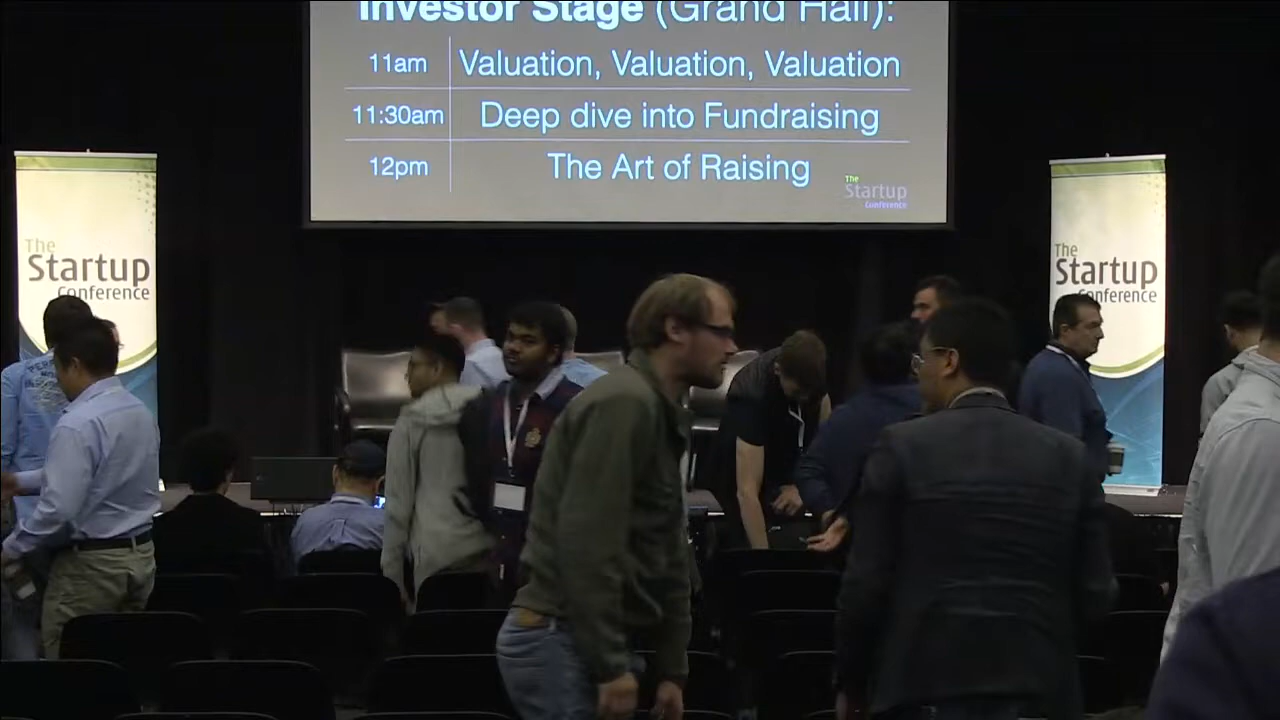 Investor Stage (Grand Hall):
11am Valuation, Valuation, Valuation
11:30am Deep dive into Fundraising
12pm The Art of Raising
The
Startup
Conference
The
Startup
Conference
The
Startup
Conference